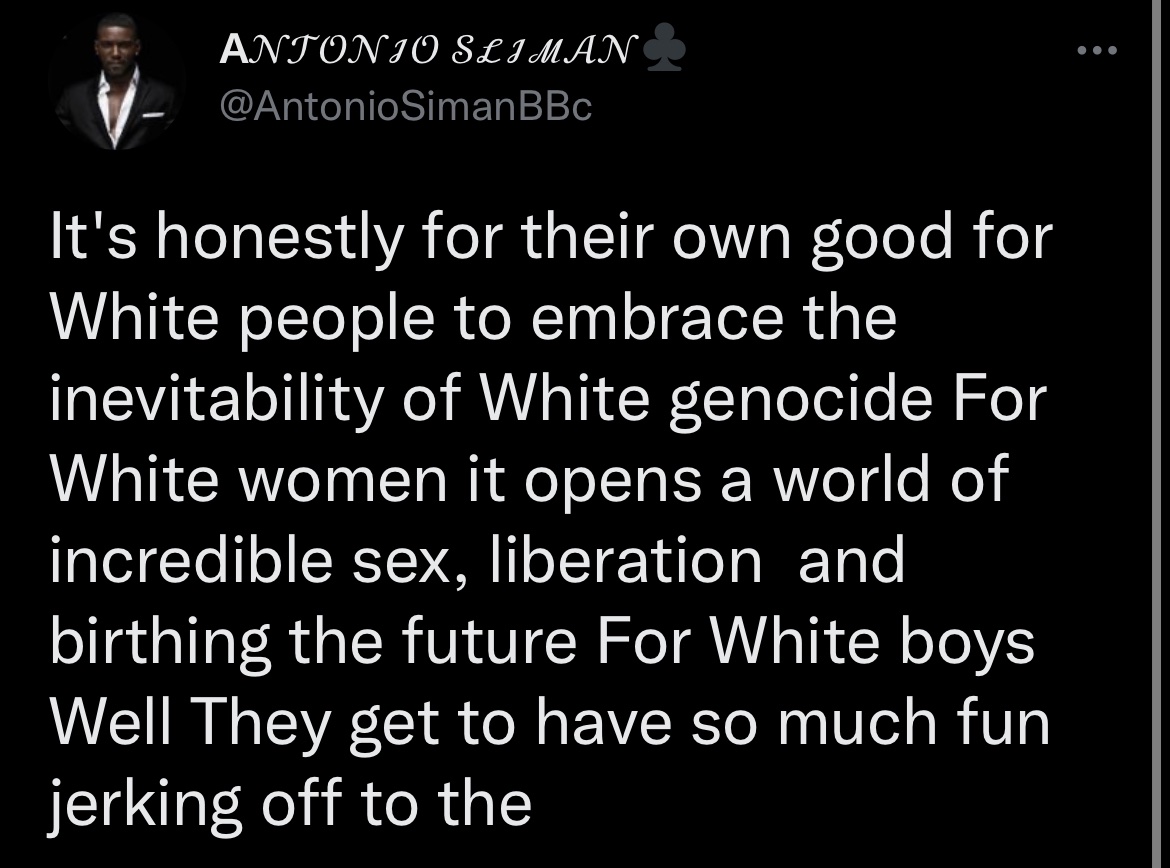 A𝒩𝒯𝒪𝒩𝐼𝒪 𝒮ℒ𝐼ℳ𝒜𝒩♣
@AntonioSimanBBc
It's honestly for their own good for
White people to embrace the
inevitability of White genocide For
White women it opens a world of
incredible sex, liberation  and
birthing the future For White boys
Well They get to have so much fun
jerking off to the